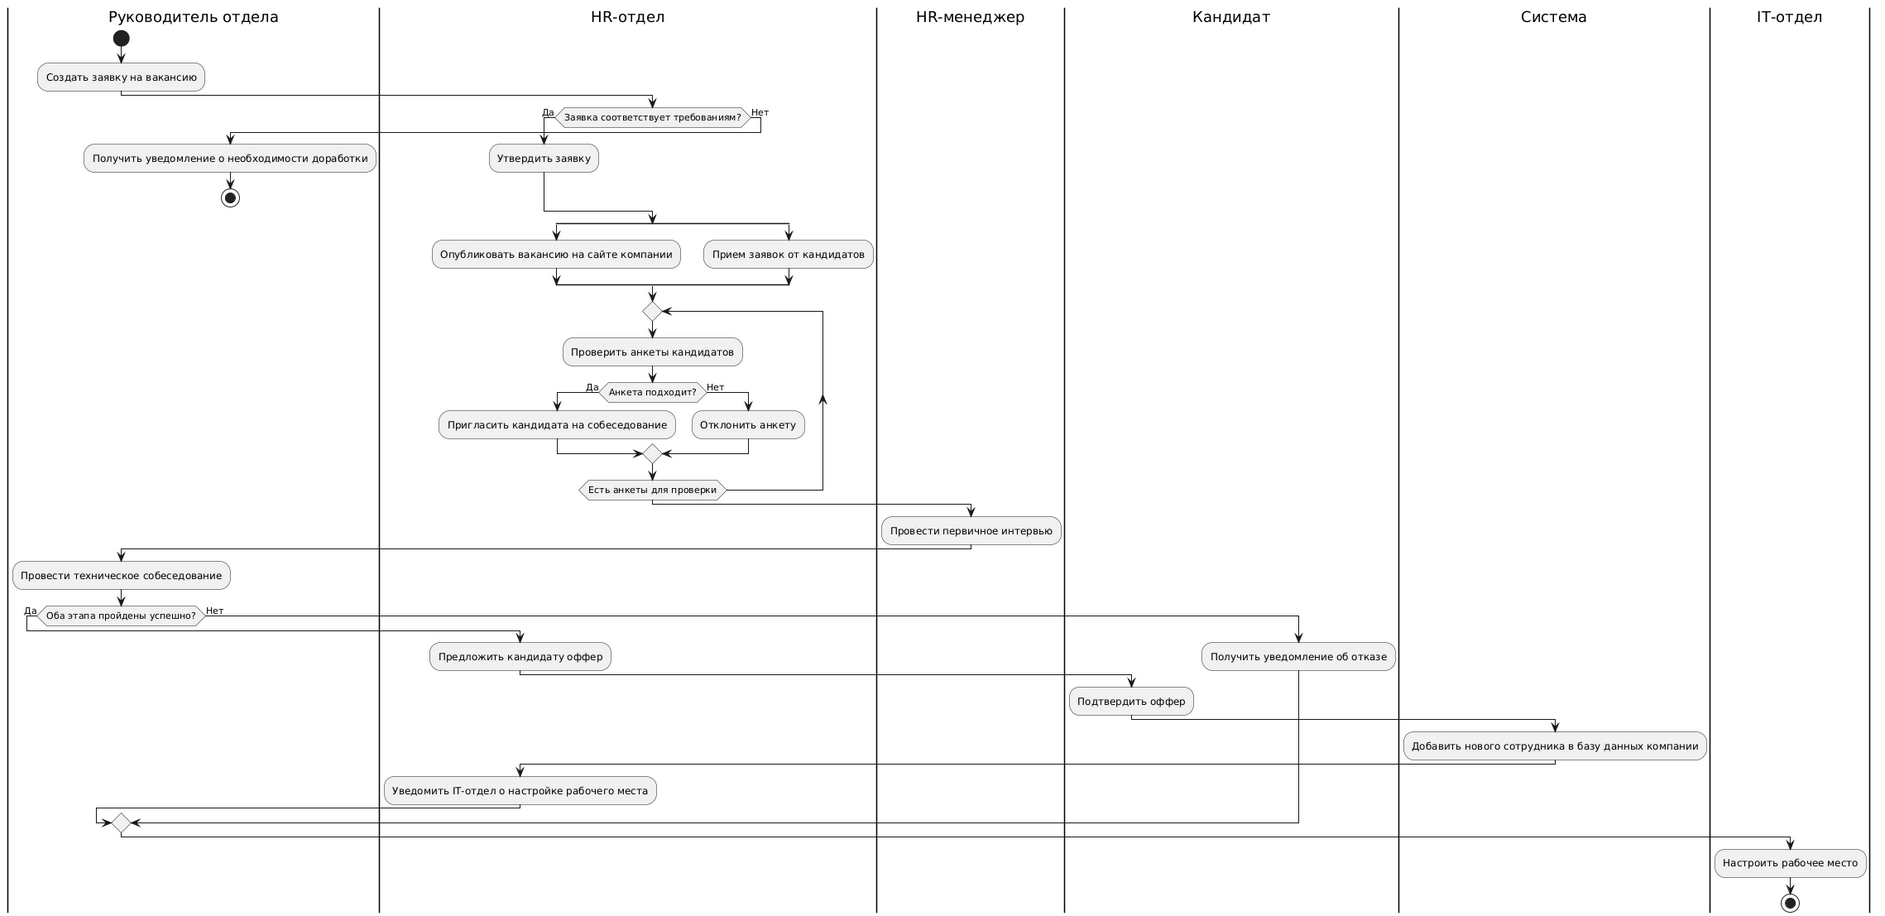 Руководитель отдела
HR-отдел
HR-менеджер
Кандидат
Система
IT-отдел
Создать заявку на вакансию
Да
Заявка соответствует требованиям?
Нет
Получить уведомление о необходимости доработки
Утвердить заявку
Опубликовать вакансию на сайте компании
Прием заявок от кандидатов
Проверить анкеты кандидатов
Да
Анкета подходит?
Нет
Пригласить кандидата на собеседование
Отклонить анкету
Есть анкеты для проверки
Провести первичное интервью
Провести техническое собеседование
Да
Оба этапа пройдены успешно?
Нет
Предложить кандидату оффер
Получить уведомление об отказе
Подтвердить оффер
Добавить нового сотрудника в базу данных компании
Уведомить IT-отдел о настройке рабочего места
Настроить рабочее место